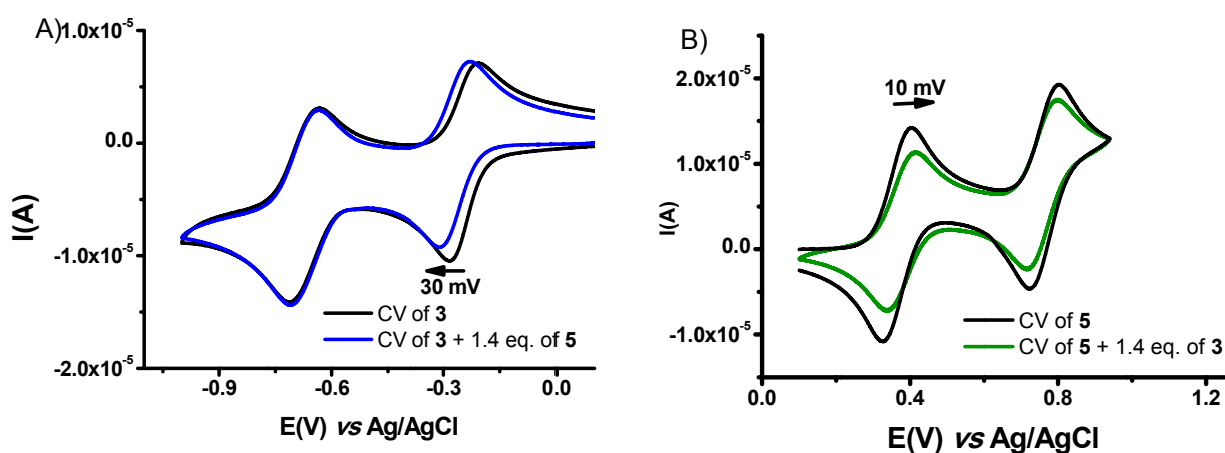 A)
1.0x10⁻⁵
0.0
-1.0x10⁻⁵
-2.0x10⁻⁵
I(A)
30 mV
CV of 3
CV of 3 + 1.4 eq. of 5
-0.9
-0.6
-0.3
0.0
E(V) vs Ag/AgCl
B)
2.0x10⁻⁵
1.0x10⁻⁵
0.0
-1.0x10⁻⁵
I(A)
10 mV
CV of 5
CV of 5 + 1.4 eq. of 3
0.0
0.4
0.8
1.2
E(V) vs Ag/AgCl